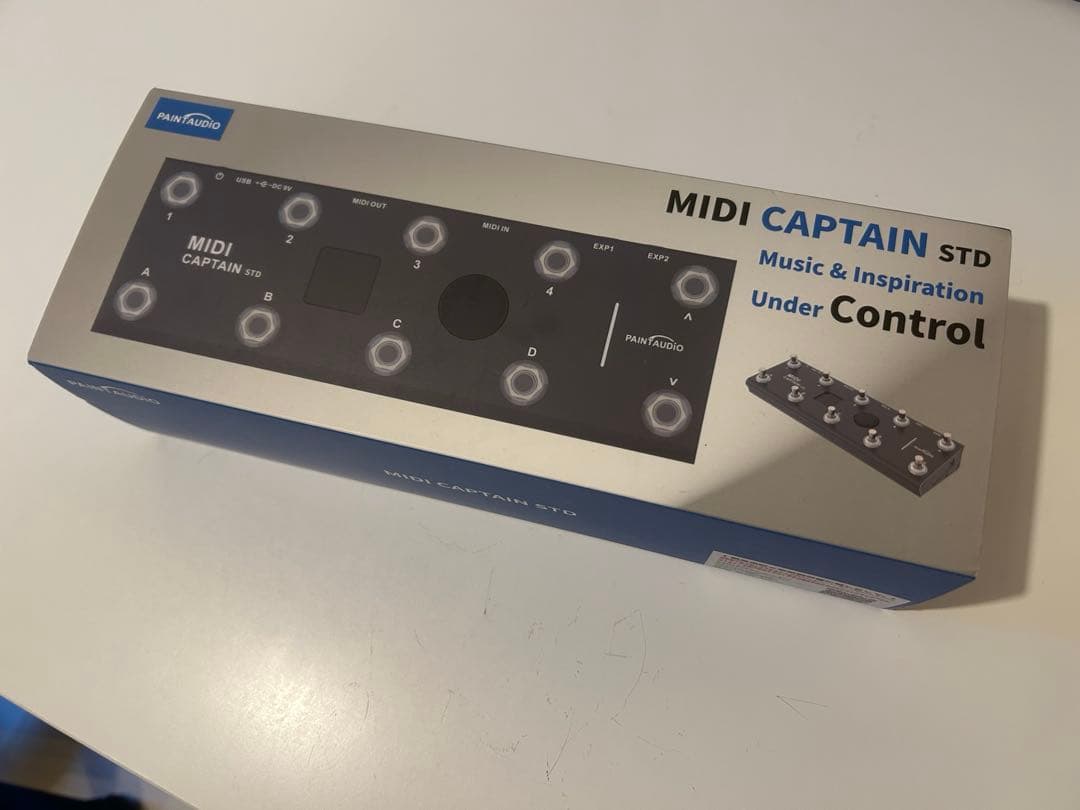 PAINTAUDIO
MIDI CAPTAIN STD
Music & Inspiration
Under Control
USB DC 9V
MIDI OUT
MIDI IN
EXP1
EXP2
1
2
3
4
^
MIDI
CAPTAIN STD
A
B
C
D
v
PAINTAUDIO
PAINTAUDIO
MIDI CAPTAIN STD